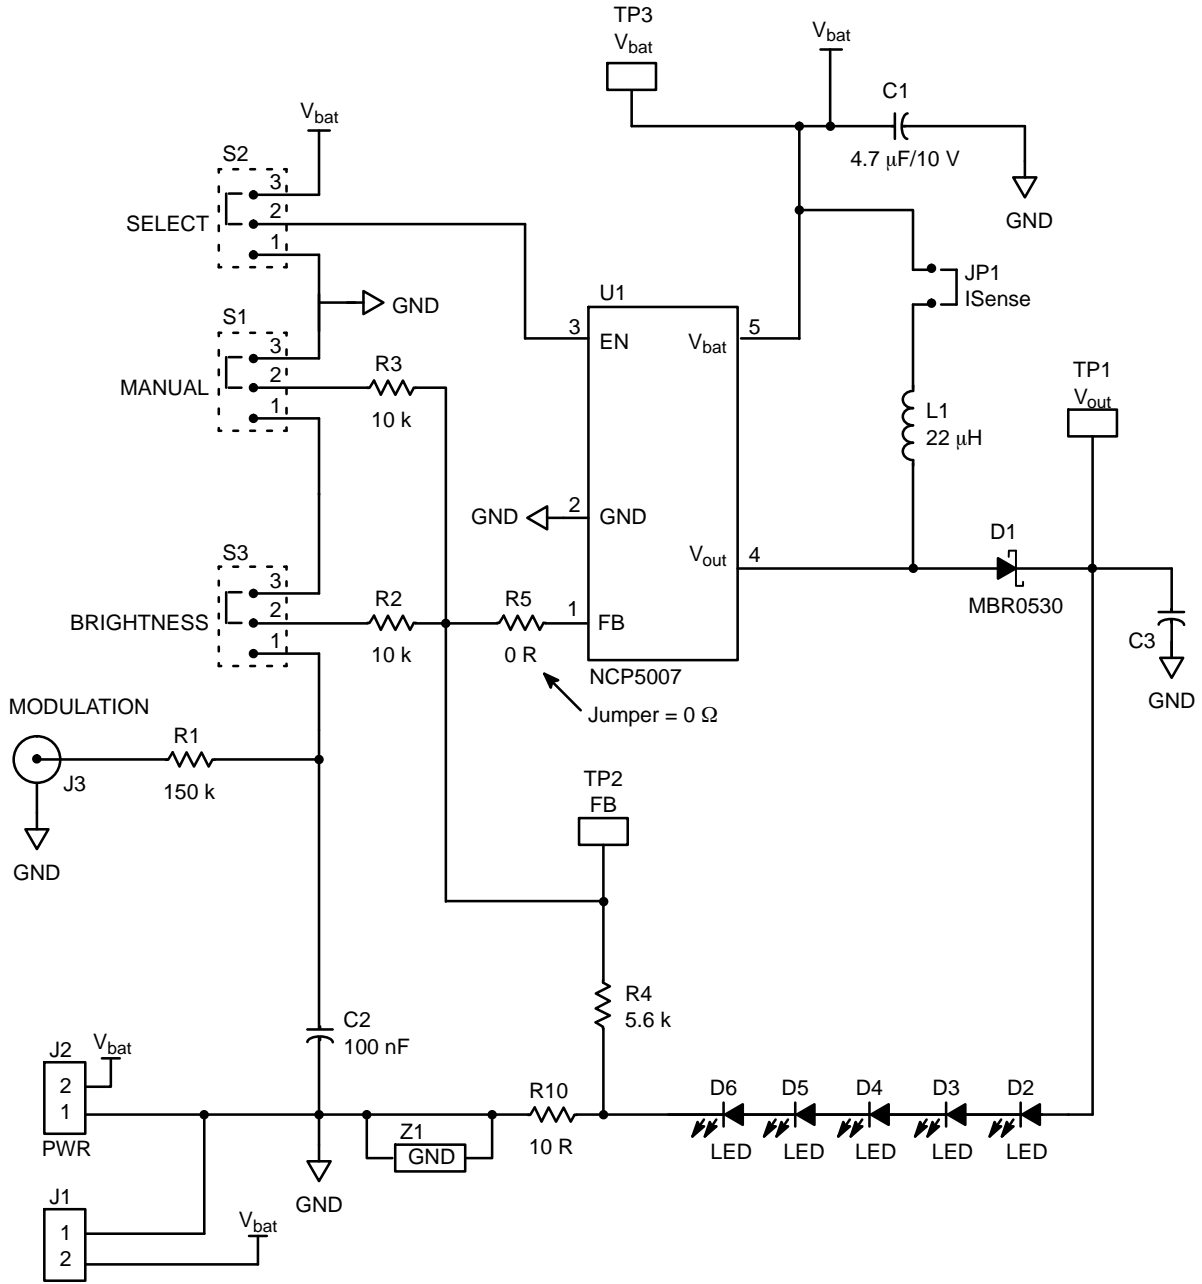 TP3
Vbat
Vbat
C1
4.7 μF/10 V
GND
Vbat
S2
3
2
1
SELECT
GND
S1
3
2
1
MANUAL
R3
10 k
U1
3
EN
Vbat
5
JP1
ISense
L1
22 μH
TP1
Vout
GND
2
GND
Vout
4
D1
MBR0530
C3
GND
S3
3
2
1
BRIGHTNESS
R2
10 k
R5
0 R
1
FB
NCP5007
Jumper = 0 Ω
MODULATION
J3
R1
150 k
GND
TP2
FB
R4
5.6 k
C2
100 nF
J2
Vbat
2
1
PWR
R10
10 R
Z1
GND
GND
D6
D5
D4
D3
D2
LED
LED
LED
LED
LED
J1
1
2
Vbat